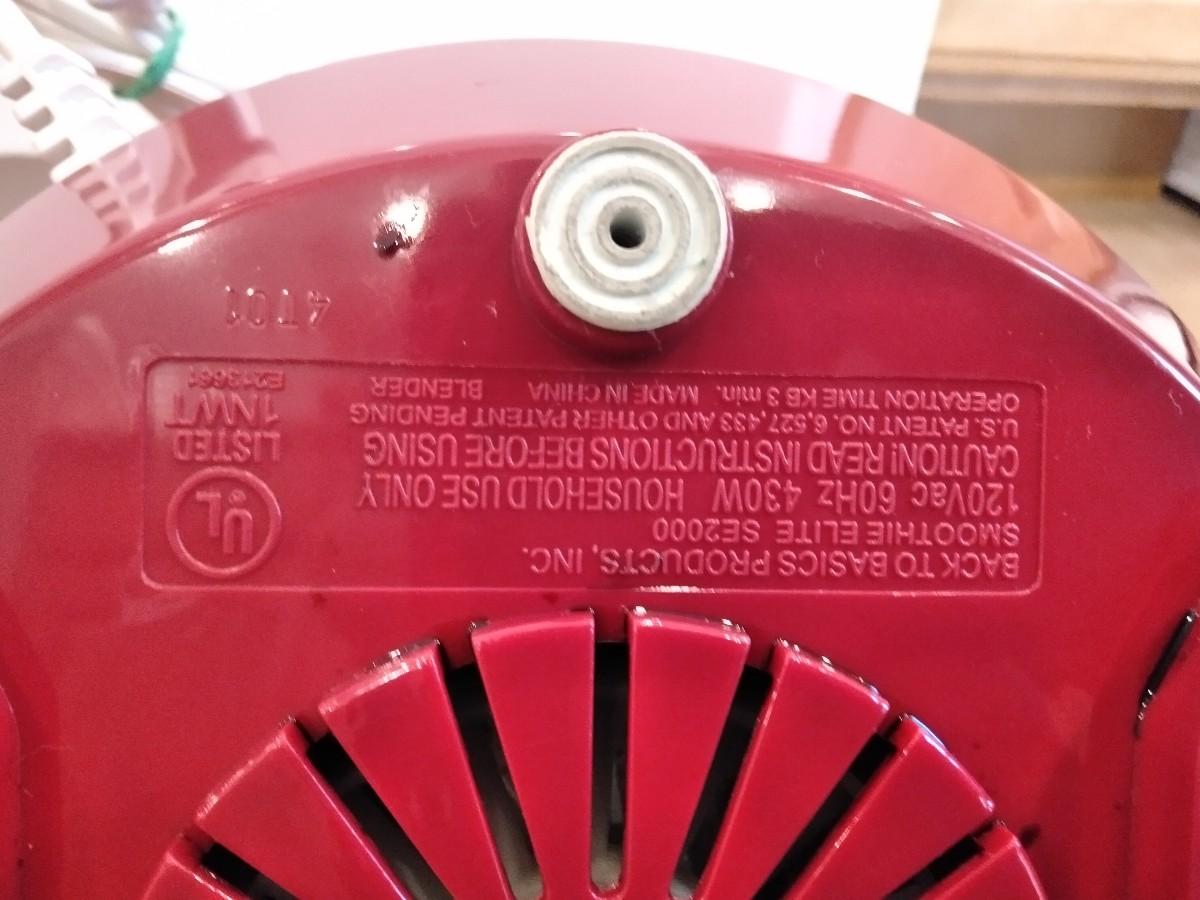 BACK TO BASICS PRODUCTS, INC.
SMOOTHIE ELITE SE2000
120Vac 60Hz 430W HOUSEHOLD USE ONLY
CAUTION! READ INSTRUCTIONS BEFORE USING
U.S. PATENT NO. 6,527,433 AND OTHER PATENT PENDING
OPERATION TIME KB 3 min. MADE IN CHINA BLENDER
UL
LISTED
1NWT
E213661
4T01